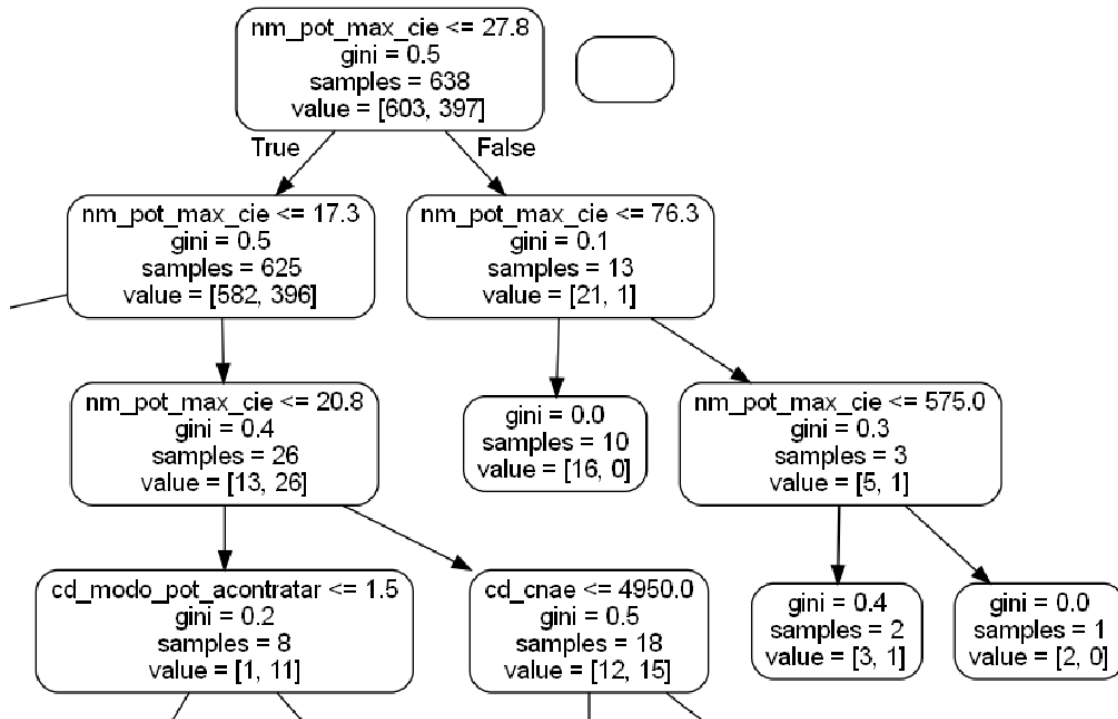 nm_pot_max_cie <= 27.8
gini = 0.5
samples = 638
value = [603, 397]
True
False
nm_pot_max_cie <= 17.3
gini = 0.5
samples = 625
value = [582, 396]
nm_pot_max_cie <= 76.3
gini = 0.1
samples = 13
value = [21, 1]
nm_pot_max_cie <= 20.8
gini = 0.4
samples = 26
value = [13, 26]
gini = 0.0
samples = 10
value = [16, 0]
nm_pot_max_cie <= 575.0
gini = 0.3
samples = 3
value = [5, 1]
cd_modo_pot_acontratar <= 1.5
gini = 0.2
samples = 8
value = [1, 11]
cd_cnae <= 4950.0
gini = 0.5
samples = 18
value = [12, 15]
gini = 0.4
samples = 2
value = [3, 1]
gini = 0.0
samples = 1
value = [2, 0]